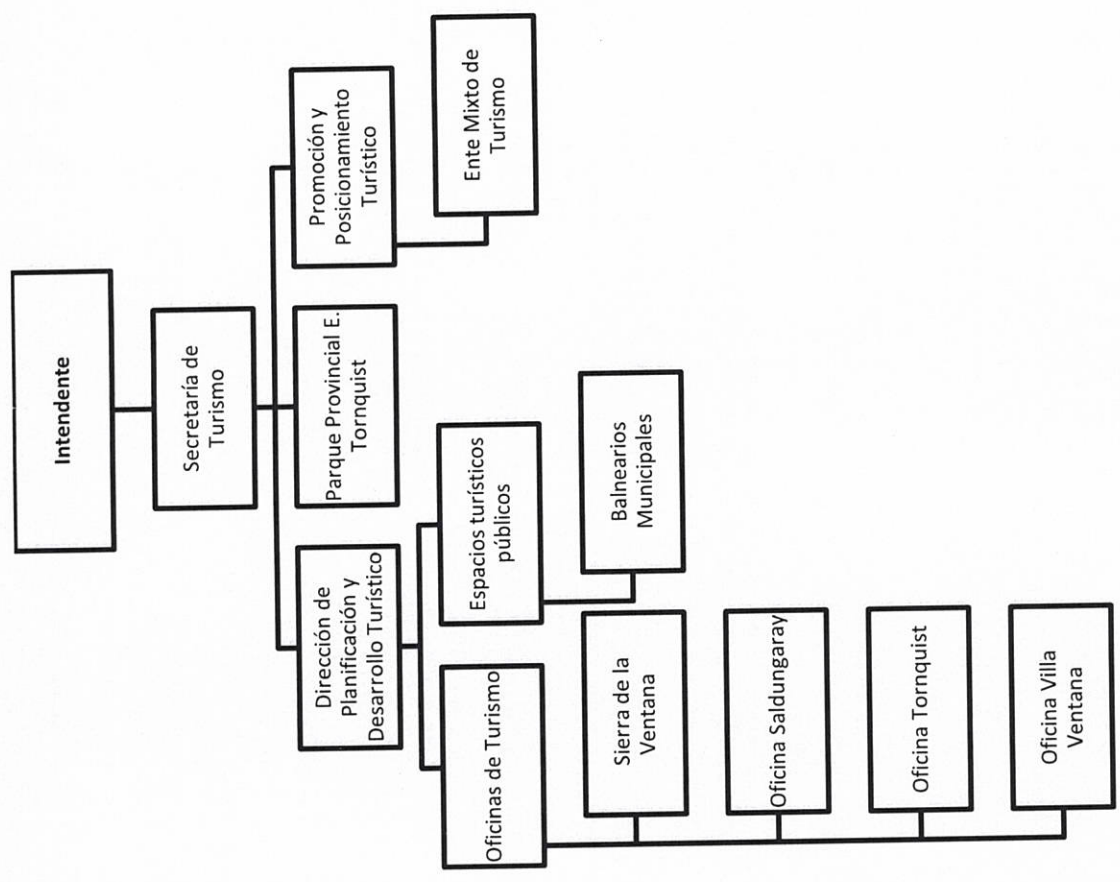 Intendente
Secretaría de
Turismo
Dirección de
Planificación y
Desarrollo Turístico
Parque Provincial E.
Tornquist
Promoción y
Posicionamiento
Turístico
Oficinas de Turismo
Espacios turísticos
públicos
Ente Mixto de
Turismo
Sierra de la
Ventana
Balnearios
Municipales
Oficina Saldungaray
Oficina Tornquist
Oficina Villa
Ventana